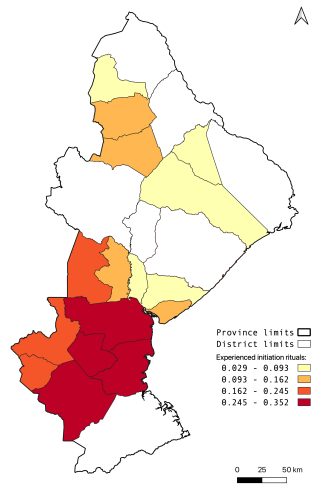 Province limits
District limits
Experienced initiation rituals:
0.029 - 0.093
0.093 - 0.162
0.162 - 0.245
0.245 - 0.352
0 25 50 km